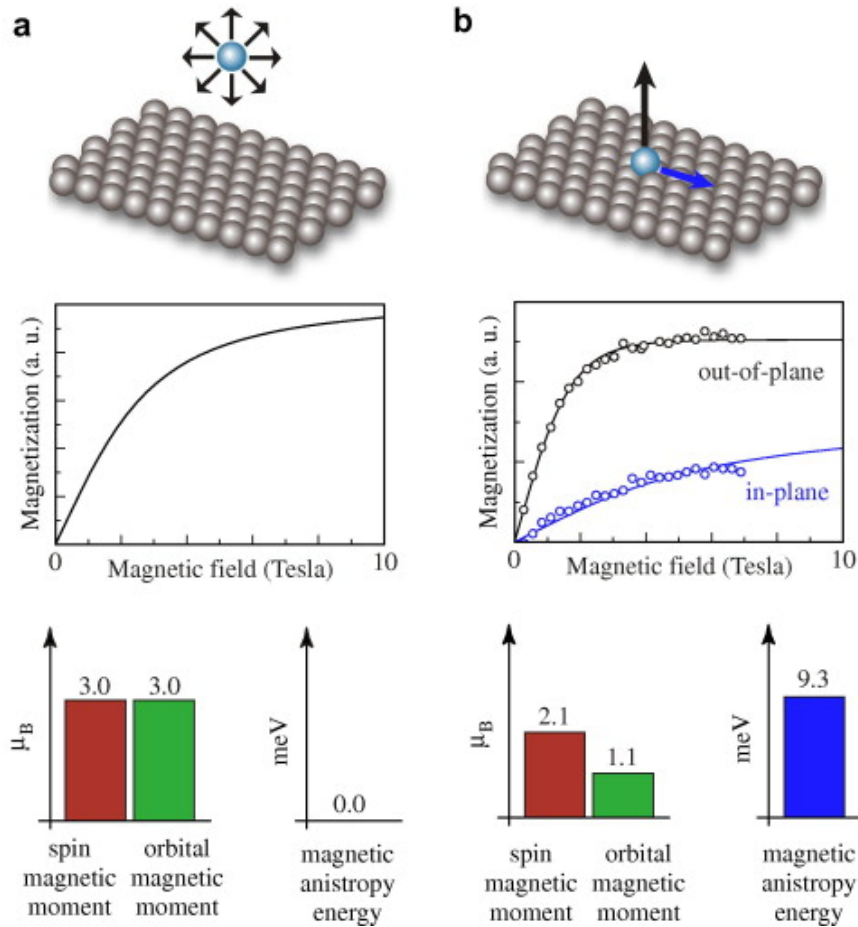 a
b
Magnetization (a. u.)
0
10
Magnetic field (Tesla)
Magnetization (a. u.)
out-of-plane
in-plane
0
10
Magnetic field (Tesla)
μB
3.0
3.0
spin
magnetic
moment
orbital
magnetic
moment
meV
0.0
magnetic
anistropy
energy
μB
2.1
1.1
spin
magnetic
moment
orbital
magnetic
moment
meV
9.3
magnetic
anisotropy
energy